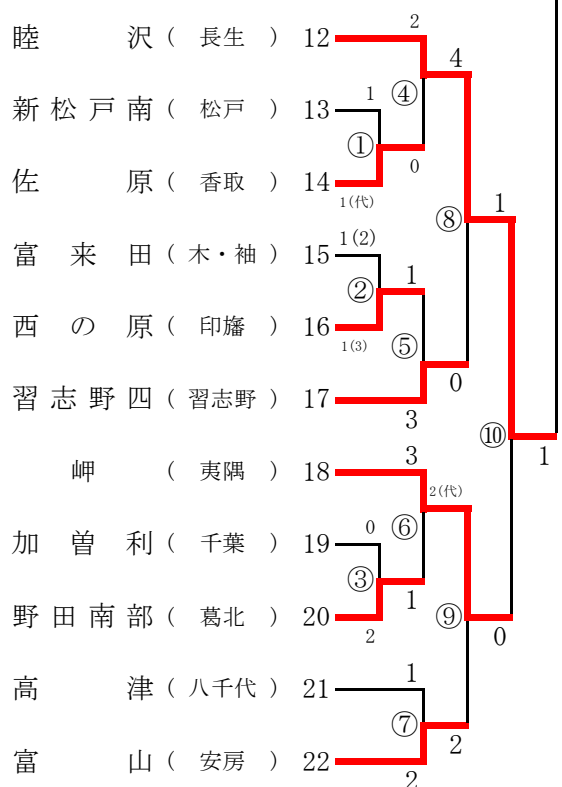 2
睦沢（長生）12
4
④
1
新松戸南（松戸）13
①
佐原（香取）14
0
1(代)
⑧
1
1(2)
富来田（木・袖）15
1
②
西の原（印旛）16
1(3)
⑤
0
習志野四（習志野）17
3
⑩
1
3
岬（夷隅）18
2(代)
⑥
0
加曽利（千葉）19
③
1
野田南部（葛北）20
2
⑨
0
1
高津（八千代）21
⑦
2
富山（安房）22
2